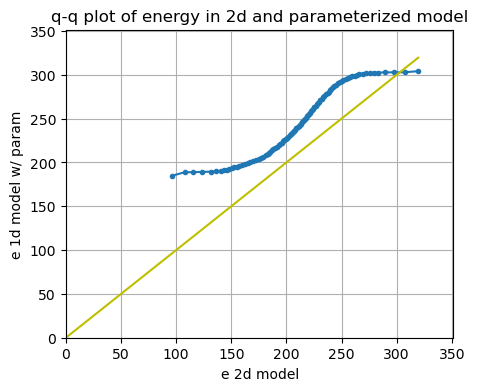 q-q plot of energy in 2d and parameterized model
e 1d model w/ param
350
300
250
200
150
100
50
0
0 50 100 150 200 250 300 350
e 2d model